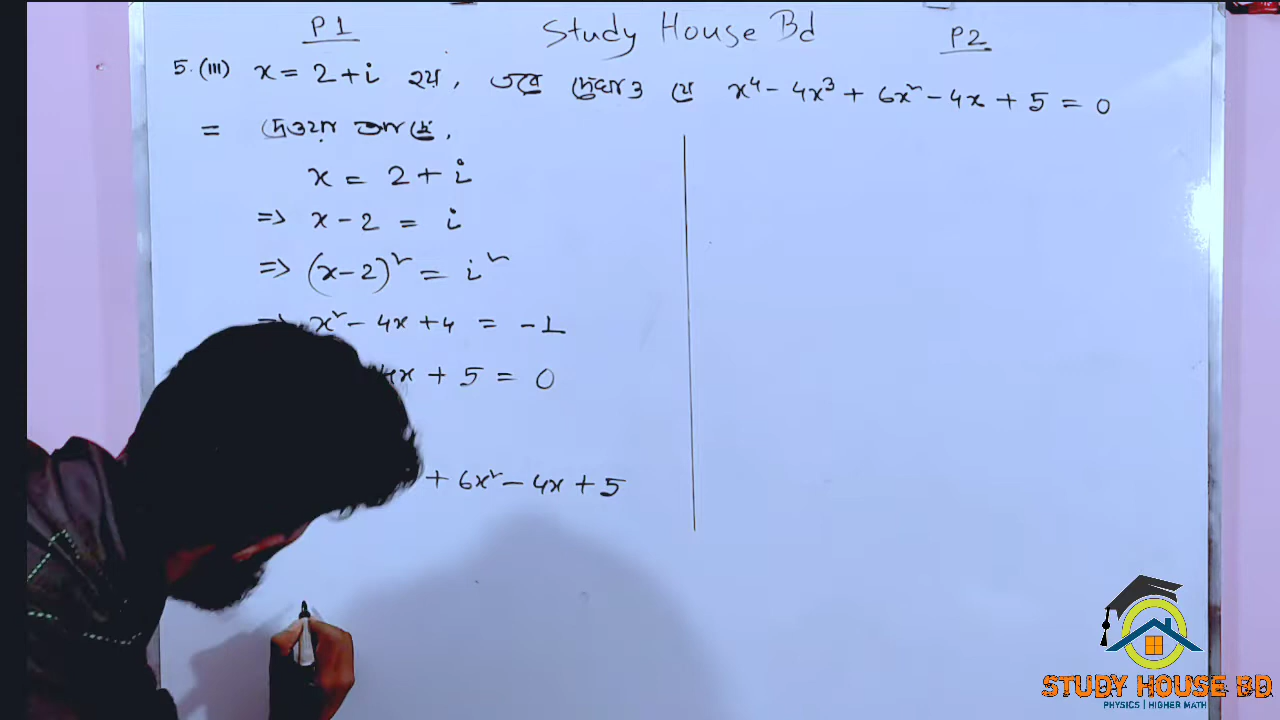 P1
Study House Bd
P2
5. (iii) x = 2 + i হয়, তবে দেখাও যে x⁴ - 4x³ + 6x² - 4x + 5 = 0
= দেওয়া আছে,
x = 2 + i
=> x - 2 = i
=> (x - 2)² = i²
=> x² - 4x + 4 = -1
4x + 5 = 0
+ 6x² - 4x + 5
STUDY HOUSE BD
PHYSICS | HIGHER MATH